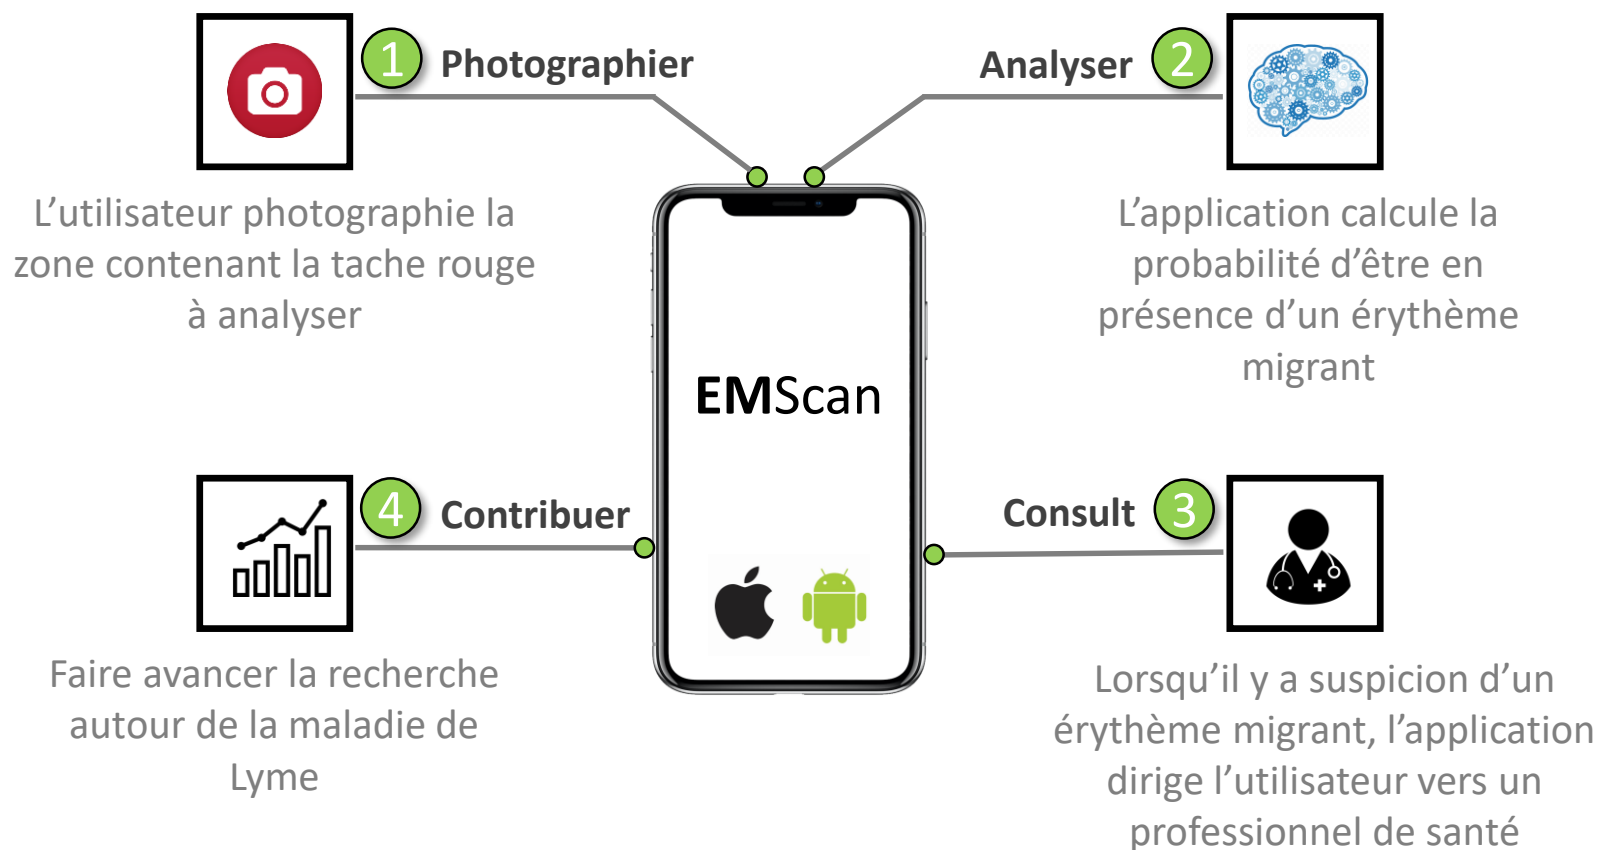 1 Photographier
L’utilisateur photographie la
zone contenant la tache rouge
à analyser
Analyser 2
L’application calcule la
probabilité d’être en
présence d’un érythème
migrant
EMScan
Consult 3
Lorsqu’il y a suspicion d’un
érythème migrant, l’application
dirige l’utilisateur vers un
professionnel de santé
4 Contribuer
Faire avancer la recherche
autour de la maladie de
Lyme